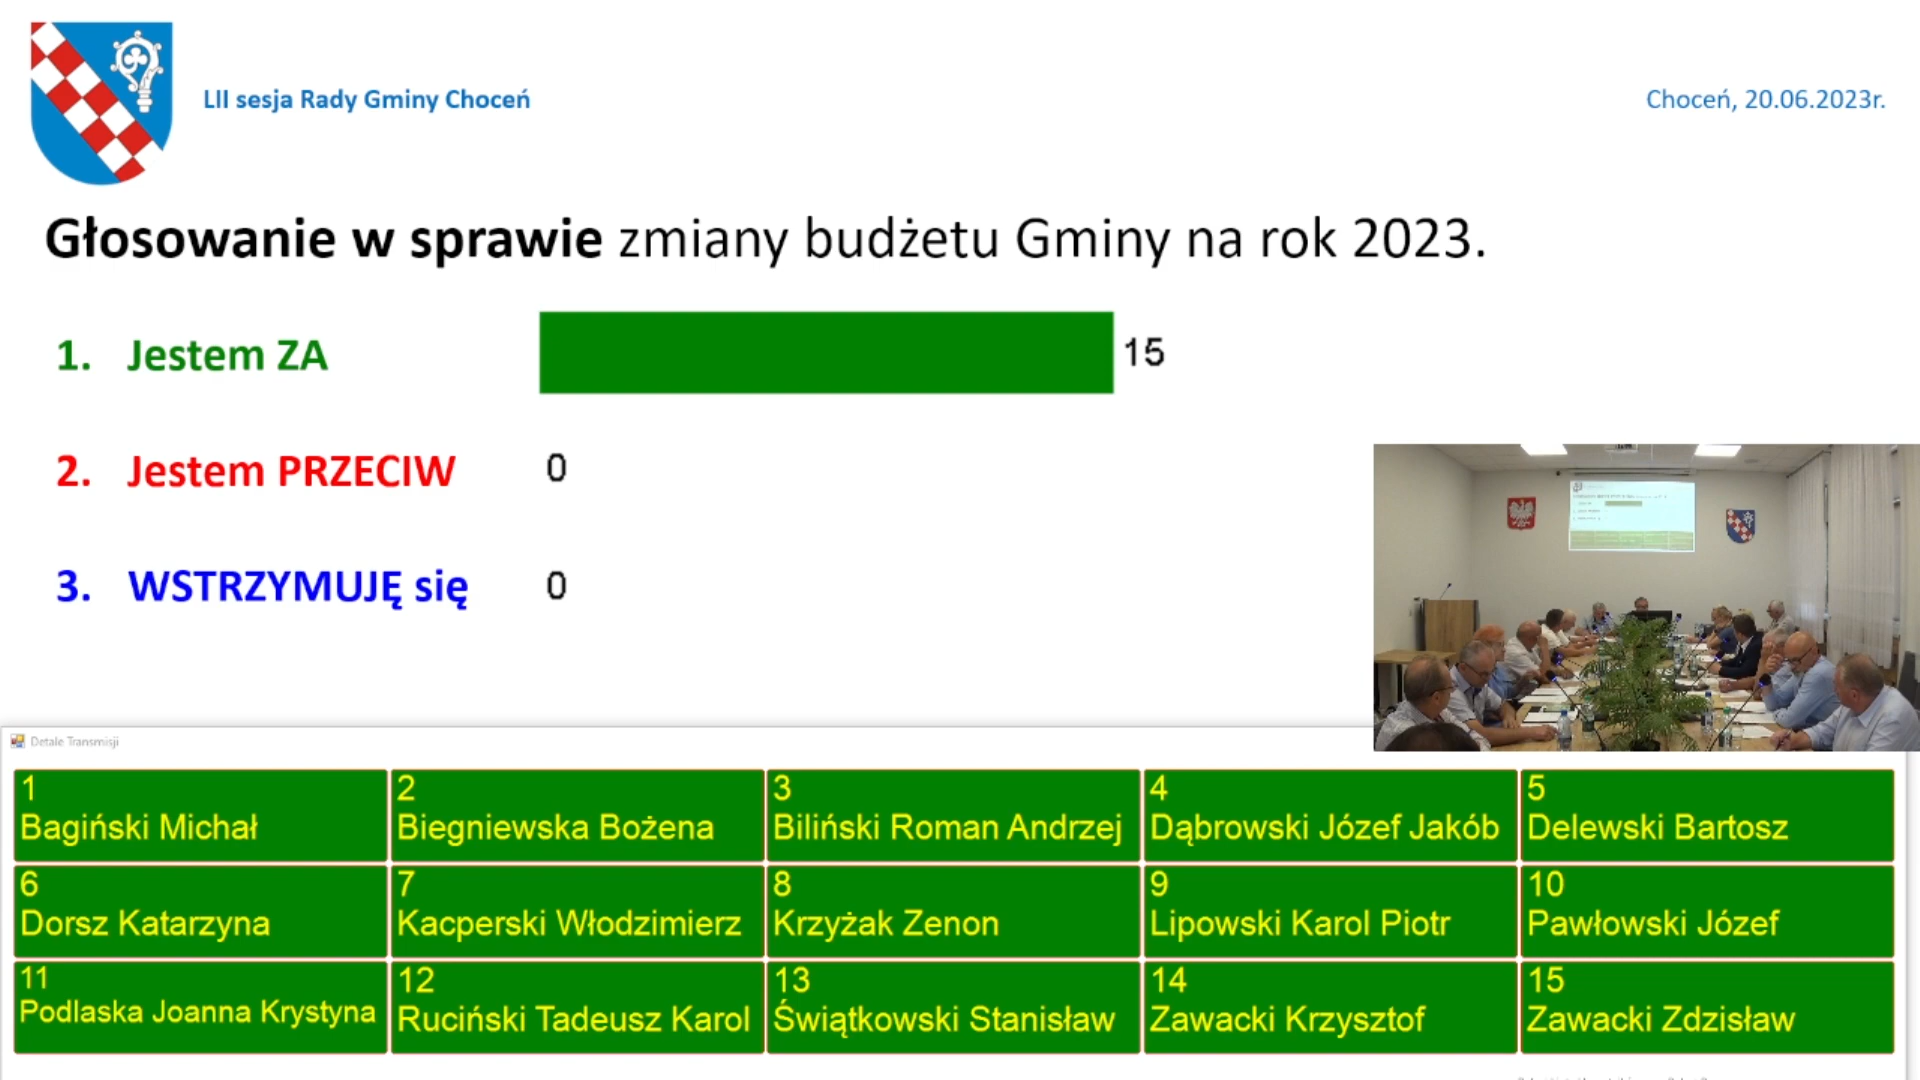 LII sesja Rady Gminy Choceń
Choceń, 20.06.2023r.
Głosowanie w sprawie zmiany budżetu Gminy na rok 2023.
1. Jestem ZA 15
2. Jestem PRZECIW 0
3. WSTRZYMUJĘ się 0
Detale Transmisji
1
Bagiński Michał
2
Biegniewska Bożena
3
Biliński Roman Andrzej
4
Dąbrowski Józef Jakób
5
Delewski Bartosz
6
Dorsz Katarzyna
7
Kacperski Włodzimierz
8
Krzyżak Zenon
9
Lipowski Karol Piotr
10
Pawłowski Józef
11
Podlaska Joanna Krystyna
12
Ruciński Tadeusz Karol
13
Świątkowski Stanisław
14
Zawacki Krzysztof
15
Zawacki Zdzisław